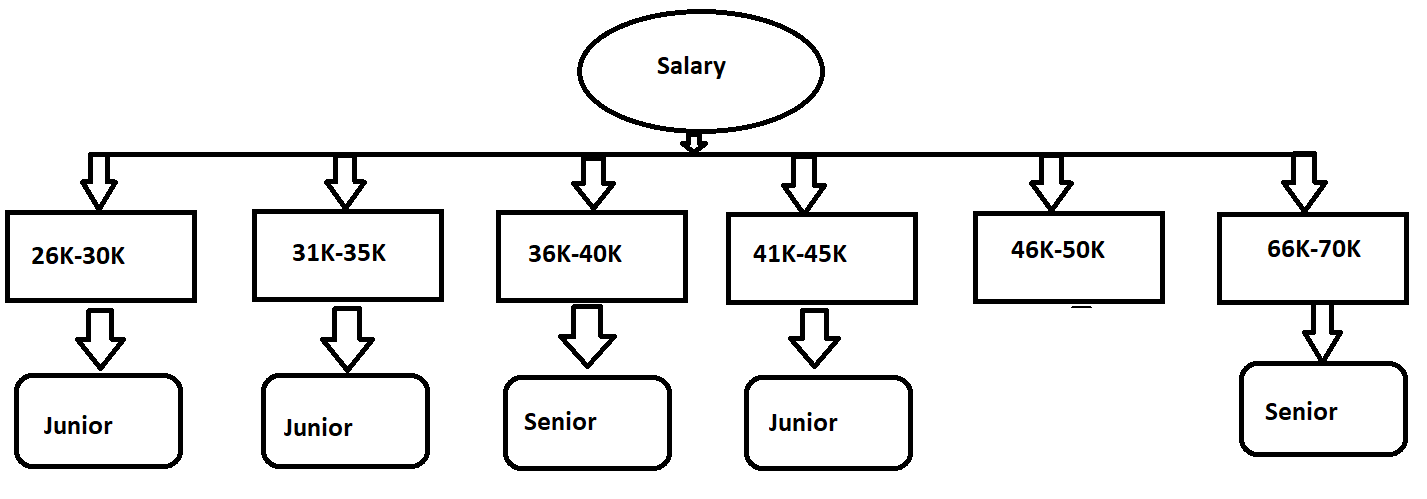 Salary
26K-30K
31K-35K
36K-40K
41K-45K
46K-50K
66K-70K
Junior
Junior
Senior
Junior
Senior